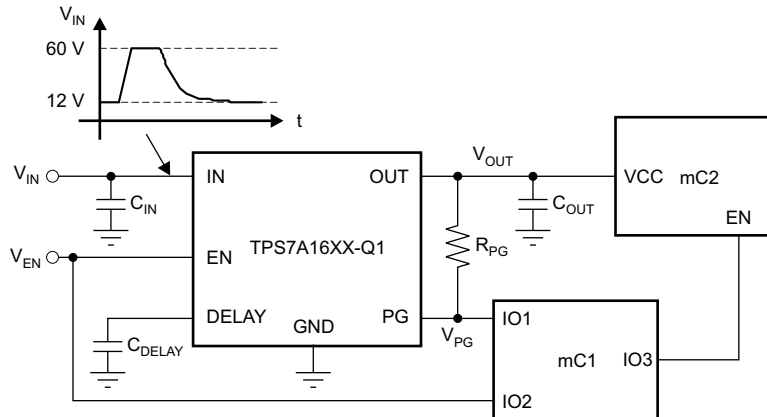 V_IN
60 V
12 V
t
V_IN
C_IN
IN
OUT
V_OUT
C_OUT
VCC
mC2
EN
V_EN
EN
TPS7A16XX-Q1
R_PG
DELAY
GND
PG
V_PG
C_DELAY
IO1
mC1
IO3
IO2